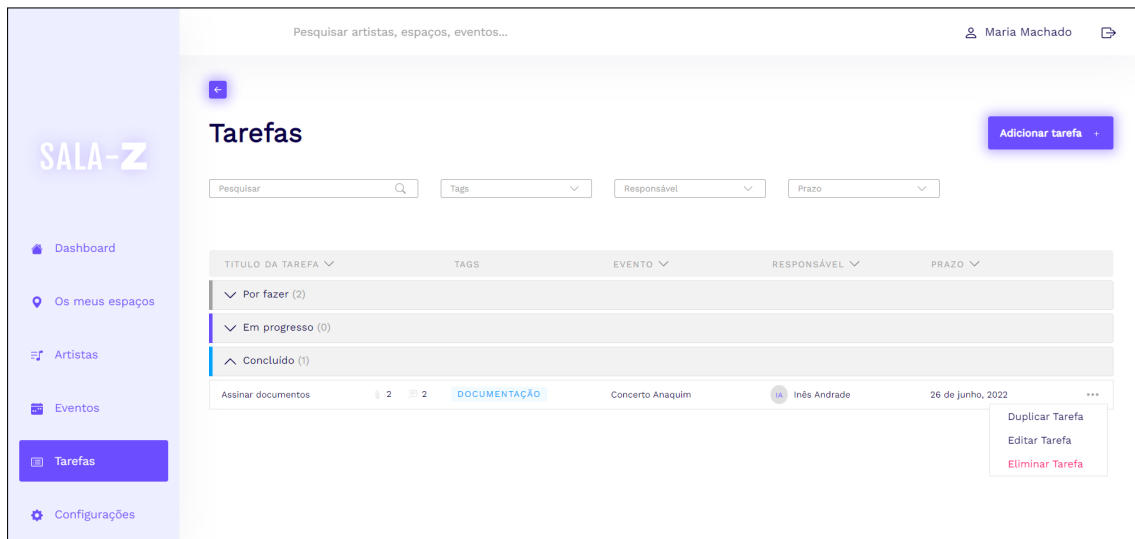 Pesquisar artistas, espaços, eventos...
Maria Machado
SALA-Z
Tarefas
Adicionar tarefa +
Pesquisar
Tags
Responsável
Prazo
Dashboard
Os meus espaços
Artistas
Eventos
Tarefas
Configurações
TITULO DA TAREFA
TAGS
EVENTO
RESPONSÁVEL
PRAZO
Por fazer (2)
Em progresso (0)
Concluído (1)
Assinar documentos
2
2
DOCUMENTAÇÃO
Concerto Anaquim
IA
Inês Andrade
26 de junho, 2022
Duplicar Tarefa
Editar Tarefa
Eliminar Tarefa